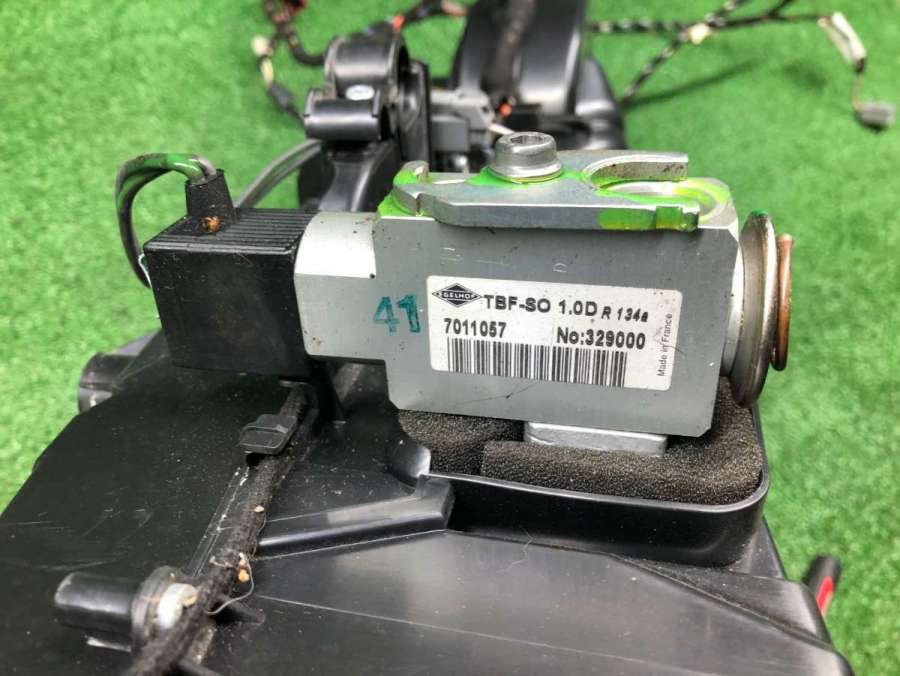 41
EGELHOF TBF-SO 1.0D R 134a
7011057 No:329000
Made in France